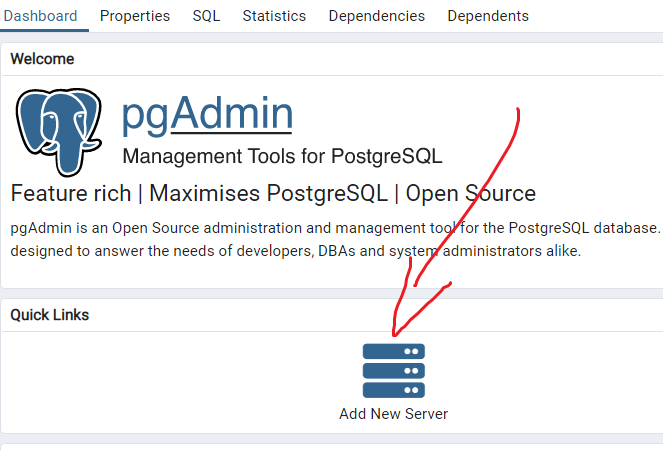 Dashboard Properties SQL Statistics Dependencies Dependents
Welcome
pgAdmin
Management Tools for PostgreSQL
Feature rich | Maximises PostgreSQL | Open Source
pgAdmin is an Open Source administration and management tool for the PostgreSQL database.
designed to answer the needs of developers, DBAs and system administrators alike.
Quick Links
Add New Server